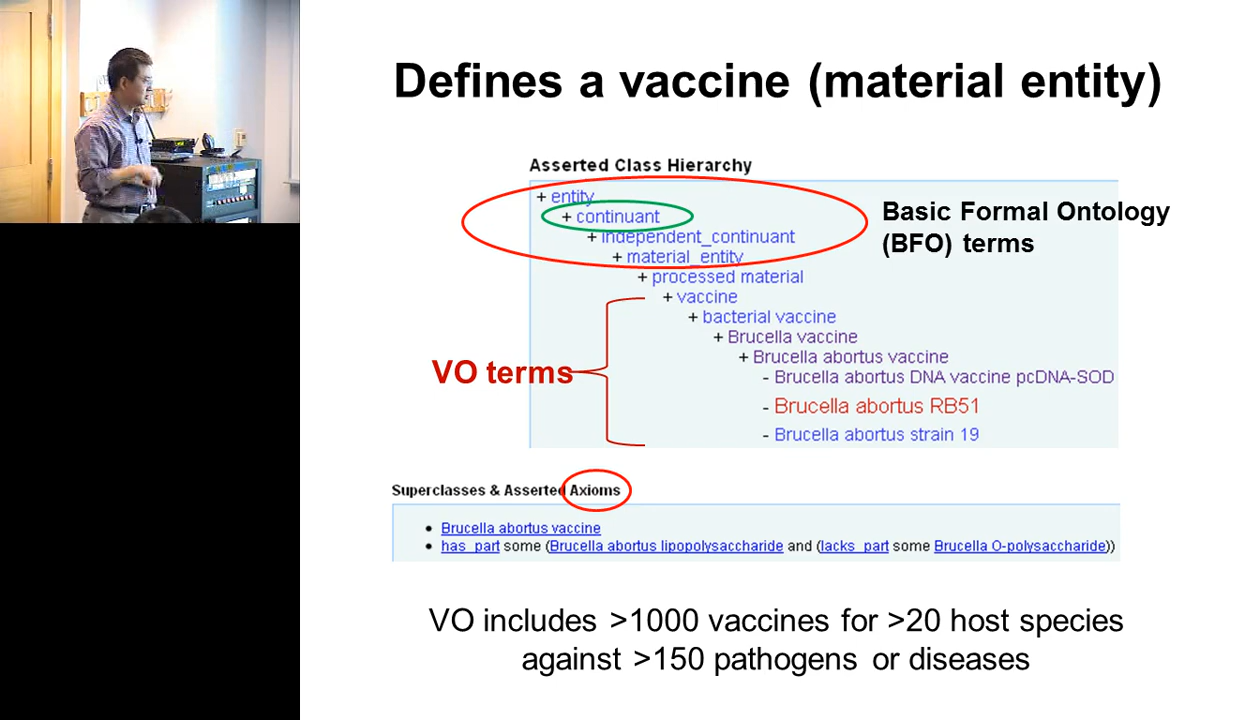 Defines a vaccine (material entity)
Asserted Class Hierarchy
+ entity
+ continuant
+ independent_continuant
+ material_entity
+ processed material
+ vaccine
+ bacterial vaccine
+ Brucella vaccine
+ Brucella abortus vaccine
- Brucella abortus DNA vaccine pcDNA-SOD
- Brucella abortus RB51
- Brucella abortus strain 19
Basic Formal Ontology
(BFO) terms
VO terms
Superclasses & Asserted Axioms
• Brucella abortus vaccine
• has_part some (Brucella abortus lipopolysaccharide and (lacks_part some Brucella O-polysaccharide))
VO includes >1000 vaccines for >20 host species
against >150 pathogens or diseases